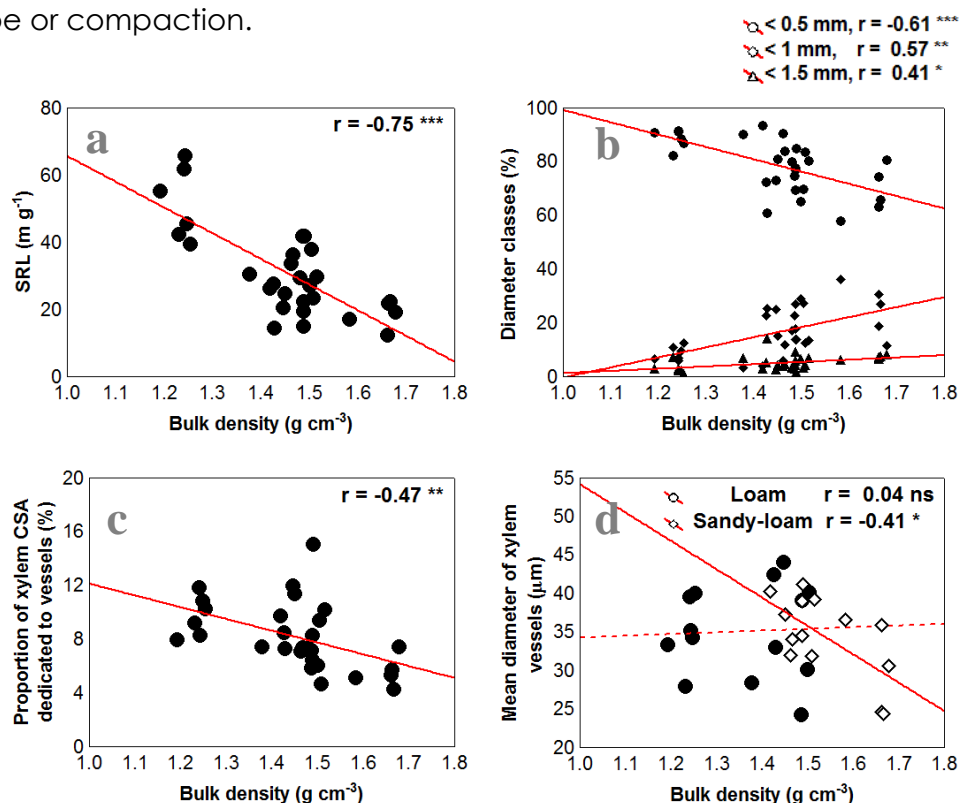 be or compaction.
< 0.5 mm, r = -0.61 ***
< 1 mm, r = 0.57 **
< 1.5 mm, r = 0.41 *
a
r = -0.75 ***
SRL (m g⁻¹)
80
60
40
20
0
1.0 1.1 1.2 1.3 1.4 1.5 1.6 1.7 1.8
Bulk density (g cm⁻³)
b
Diameter classes (%)
100
80
60
40
20
0
1.0 1.1 1.2 1.3 1.4 1.5 1.6 1.7 1.8
Bulk density (g cm⁻³)
c
r = -0.47 **
Proportion of xylem CSA
dedicated to vessels (%)
20
16
12
8
4
0
1.0 1.1 1.2 1.3 1.4 1.5 1.6 1.7 1.8
Bulk density (g cm⁻³)
d
Loam r = 0.04 ns
Sandy-loam r = -0.41 *
Mean diameter of xylem
vessels (µm)
55
50
45
40
35
30
25
20
1.0 1.1 1.2 1.3 1.4 1.5 1.6 1.7 1.8
Bulk density (g cm⁻³)